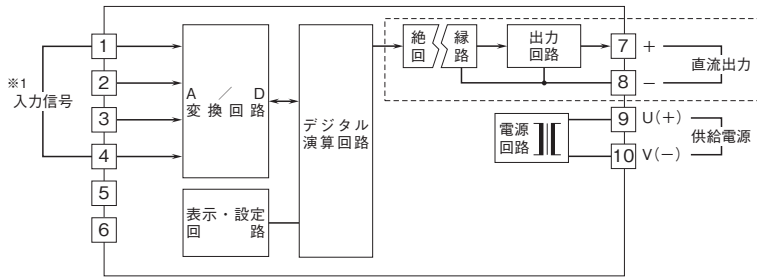 ※1
入力信号
1
2
3
4
5
6
A ／ D
変換回路
表示・設定
回 路
デジタル
演算回路
絶 縁
回 路
出力
回路
7 +
8 −
直流出力
電源
回路
9 U(+)
10 V(−)
供給電源